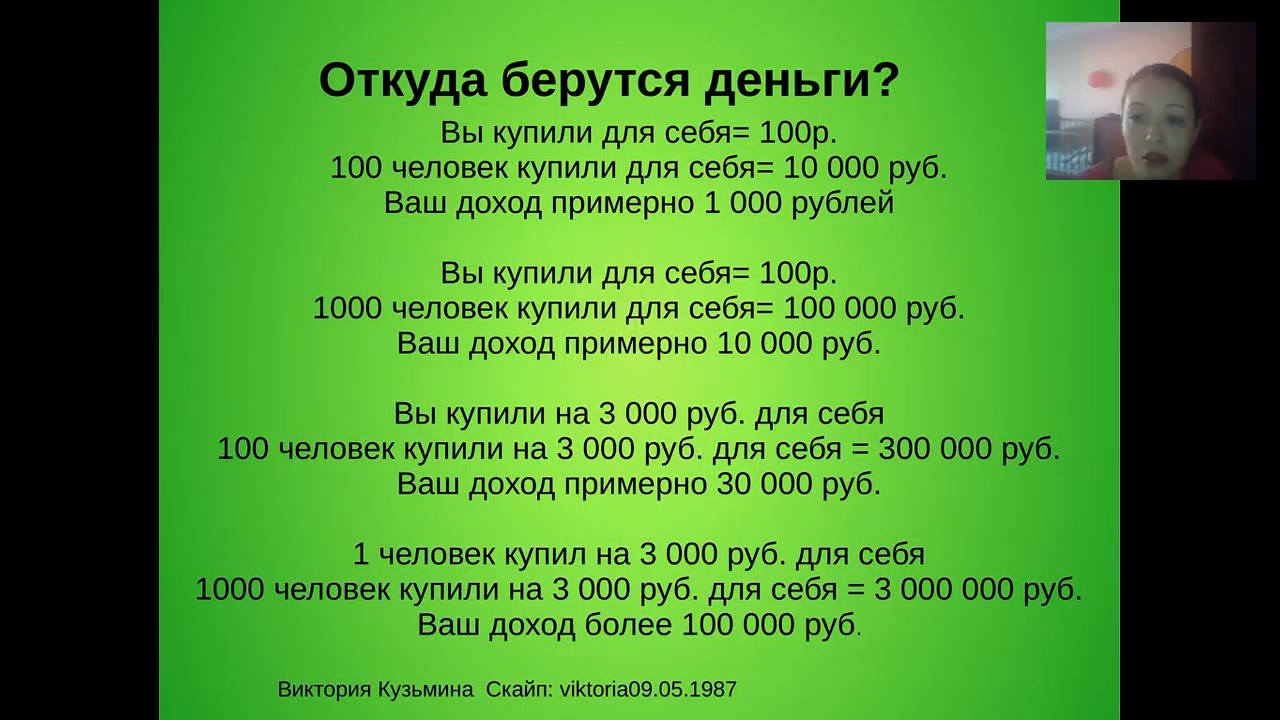 Откуда берутся деньги?
Вы купили для себя= 100р.
100 человек купили для себя= 10 000 руб.
Ваш доход примерно 1 000 рублей
Вы купили для себя= 100р.
1000 человек купили для себя= 100 000 руб.
Ваш доход примерно 10 000 руб.
Вы купили на 3 000 руб. для себя
100 человек купили на 3 000 руб. для себя = 300 000 руб.
Ваш доход примерно 30 000 руб.
1 человек купил на 3 000 руб. для себя
1000 человек купили на 3 000 руб. для себя = 3 000 000 руб.
Ваш доход более 100 000 руб.
Виктория Кузьмина  Скайп: viktoria09.05.1987